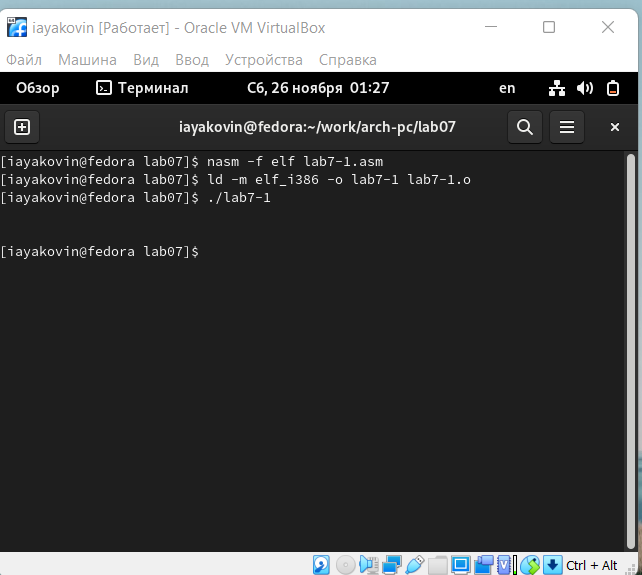 iayakovin [Работает] - Oracle VM VirtualBox
Файл Машина Вид Ввод Устройства Справка
Обзор Терминал Сб, 26 ноября 01:27 en
iayakovin@fedora:~/work/arch-pc/lab07
[iayakovin@fedora lab07]$ nasm -f elf lab7-1.asm
[iayakovin@fedora lab07]$ ld -m elf_i386 -o lab7-1 lab7-1.o
[iayakovin@fedora lab07]$ ./lab7-1
[iayakovin@fedora lab07]$
Ctrl + Alt